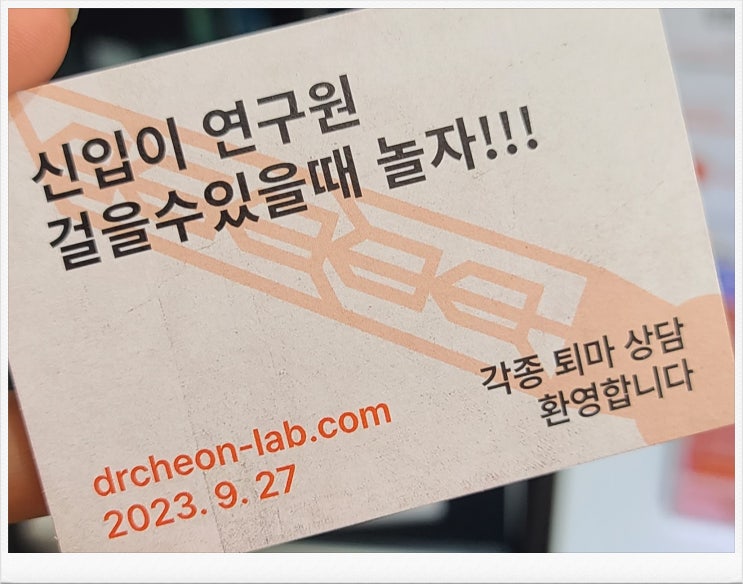 신입이 연구원
걸을수있을때 놀자!!!
각종 퇴마 상담
환영합니다
drcheon-lab.com
2023. 9. 27